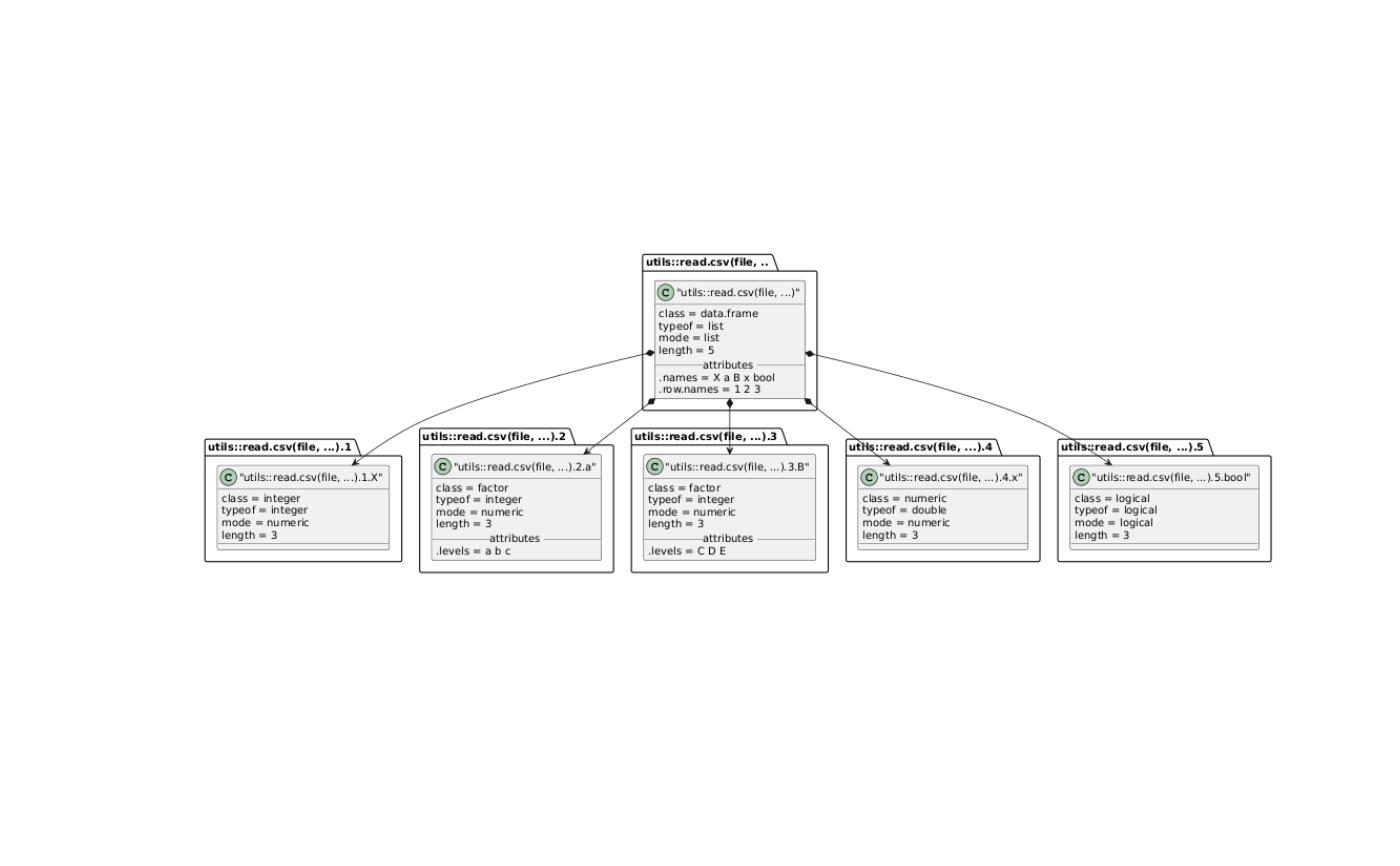 utils::read.csv(file, ..
C "utils::read.csv(file, ...)"
class = data.frame
typeof = list
mode = list
length = 5
attributes
.names = X a B x bool
.row.names = 1 2 3
utils::read.csv(file, ...).1
C "utils::read.csv(file, ...).1.X"
class = integer
typeof = integer
mode = numeric
length = 3
utils::read.csv(file, ...).2
C "utils::read.csv(file, ...).2.a"
class = factor
typeof = integer
mode = numeric
length = 3
attributes
.levels = a b c
utils::read.csv(file, ...).3
C "utils::read.csv(file, ...).3.B"
class = factor
typeof = integer
mode = numeric
length = 3
attributes
.levels = C D E
utils::read.csv(file, ...).4
C "utils::read.csv(file, ...).4.x"
class = numeric
typeof = double
mode = numeric
length = 3
utils::read.csv(file, ...).5
C "utils::read.csv(file, ...).5.bool"
class = logical
typeof = logical
mode = logical
length = 3